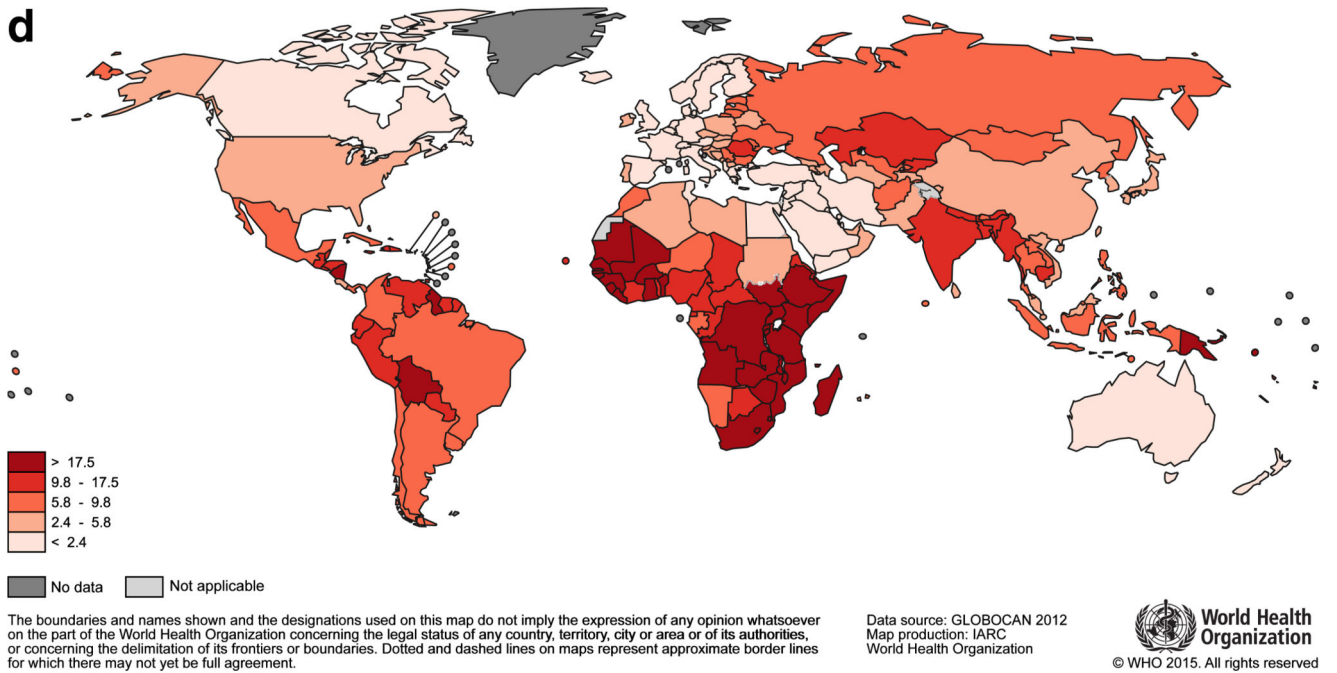 d
> 17.5
9.8 - 17.5
5.8 - 9.8
2.4 - 5.8
< 2.4
No data
Not applicable
The boundaries and names shown and the designations used on this map do not imply the expression of any opinion whatsoever
on the part of the World Health Organization concerning the legal status of any country, territory, city or area or of its authorities,
or concerning the delimitation of its frontiers or boundaries. Dotted and dashed lines on maps represent approximate border lines
for which there may not yet be full agreement.
Data source: GLOBOCAN 2012
Map production: IARC
World Health Organization
World Health
Organization
© WHO 2015. All rights reserved